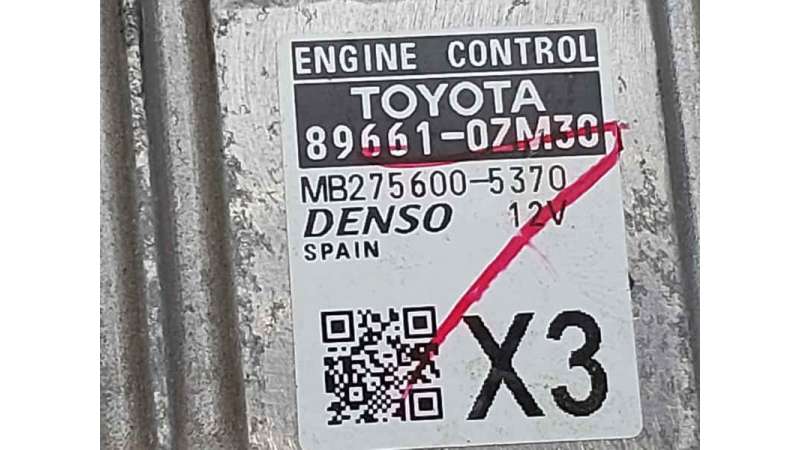 ENGINE CONTROL
TOYOTA
89661-0ZM30
MB275600-5370
DENSO 12V
SPAIN
X3